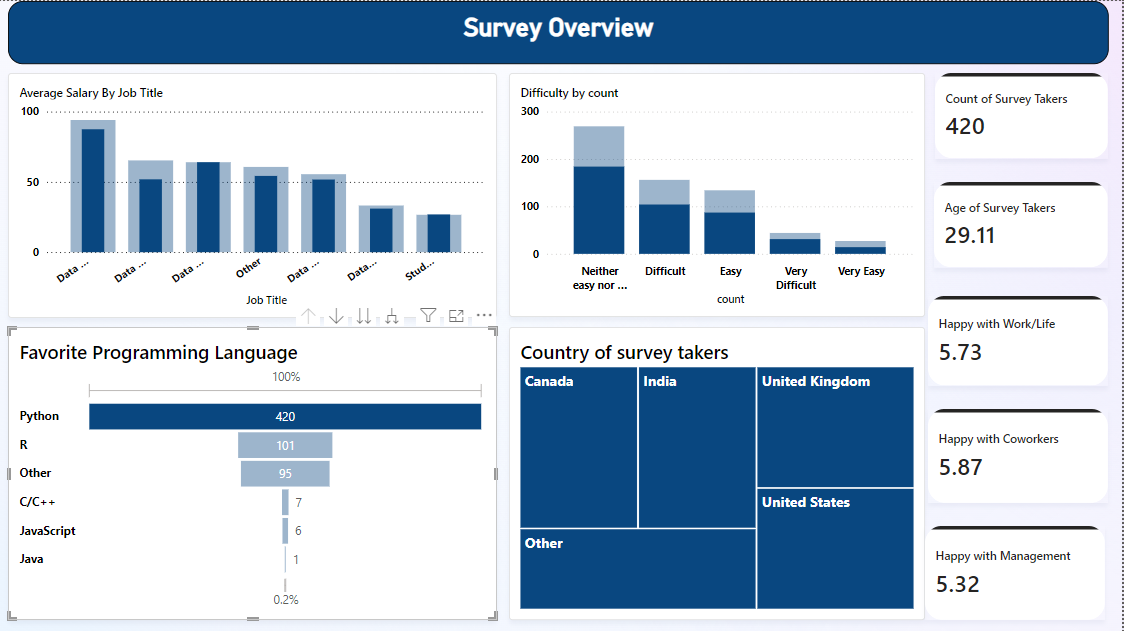 Survey Overview
Average Salary By Job Title
100
50
0
Data ...
Data ...
Data ...
Other
Data ...
Data...
Stud...
Job Title
Difficulty by count
300
200
100
0
Neither
easy nor ...
Difficult
Easy
Very
Difficult
Very Easy
count
Count of Survey Takers
420
Age of Survey Takers
29.11
Happy with Work/Life
5.73
Happy with Coworkers
5.87
Happy with Management
5.32
Favorite Programming Language
100%
Python 420
R 101
Other 95
C/C++ 7
JavaScript 6
Java 1
0.2%
Country of survey takers
Canada
India
United Kingdom
United States
Other